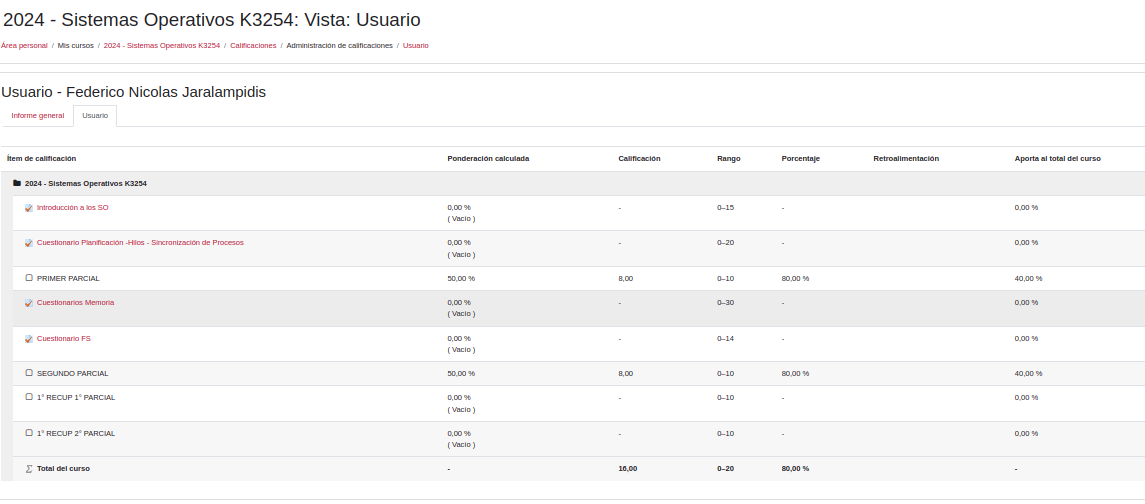 2024 - Sistemas Operativos K3254: Vista: Usuario
Área personal / Mis cursos / 2024 - Sistemas Operativos K3254 / Calificaciones / Administración de calificaciones / Usuario
Usuario - Federico Nicolas Jaralampidis
Informe general Usuario
Ítem de calificación Ponderación calculada Calificación Rango Porcentaje Retroalimentación Aporta al total del curso
2024 - Sistemas Operativos K3254
Introducción a los SO 0,00 % - 0–15 - 0,00 %
( Vacío )
Cuestionario Planificación -Hilos - Sincronización de Procesos 0,00 % - 0–20 - 0,00 %
( Vacío )
PRIMER PARCIAL 50,00 % 8,00 0–10 80,00 % 40,00 %
Cuestionarios Memoria 0,00 % - 0–30 - 0,00 %
( Vacío )
Cuestionario FS 0,00 % - 0–14 - 0,00 %
( Vacío )
SEGUNDO PARCIAL 50,00 % 8,00 0–10 80,00 % 40,00 %
1° RECUP 1° PARCIAL 0,00 % - 0–10 - 0,00 %
( Vacío )
1° RECUP 2° PARCIAL 0,00 % - 0–10 - 0,00 %
( Vacío )
Total del curso - 16,00 0–20 80,00 % -